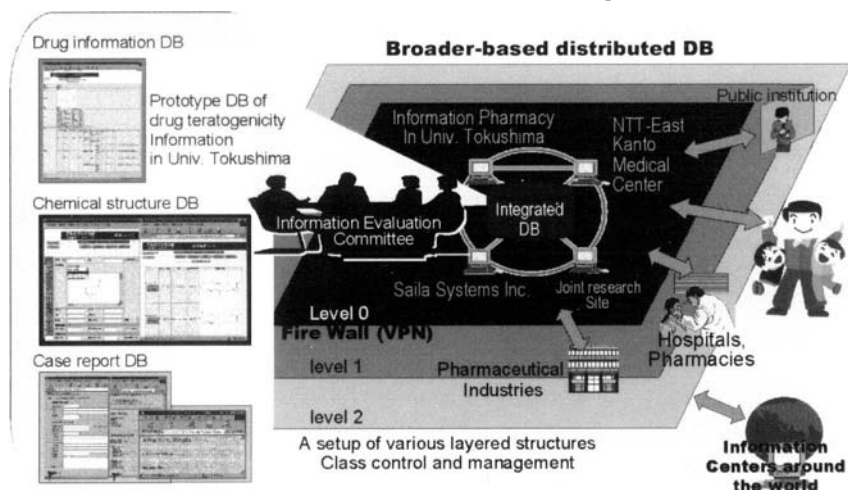 Drug information DB
Prototype DB of
drug teratogenicity
Information
in Univ. Tokushima
Chemical structure DB
Case report DB
Broader-based distributed DB
Public institution
Information Pharmacy
In Univ. Tokushima
NTT-East
Kanto
Medical
Center
Information Evaluation
Committee
Integrated
DB
Saila Systems Inc.
Joint research
Site
Level 0
Fire Wall (VPN)
level 1
Pharmaceutical
Industries
Hospitals,
Pharmacies
level 2
A setup of various layered structures
Class control and management
Information
Centers around
the world